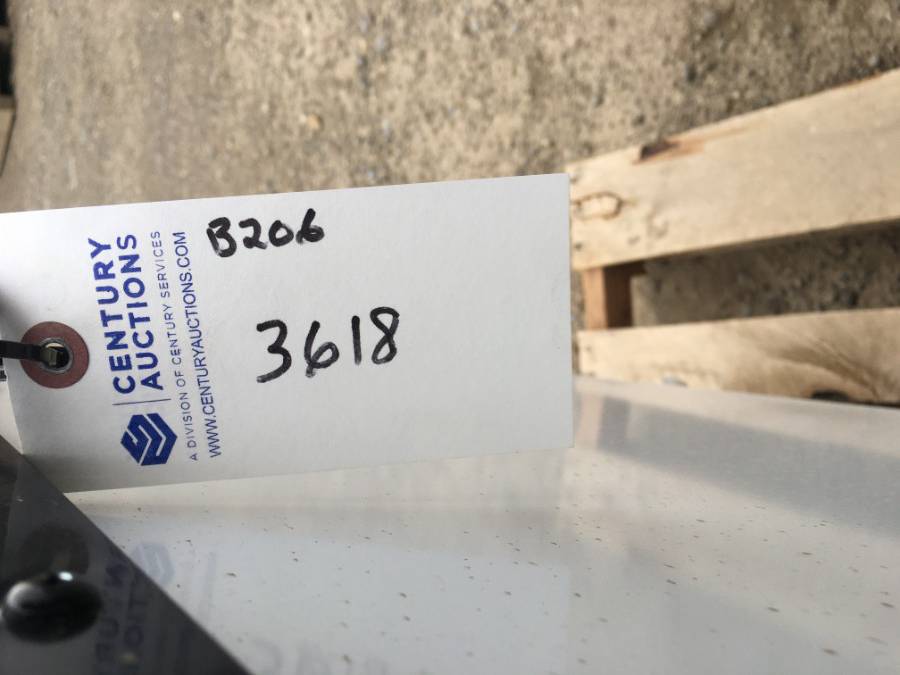 CENTURY
AUCTIONS
A DIVISION OF CENTURY SERVICES
WWW.CENTURYAUCTIONS.COM
B206
3618